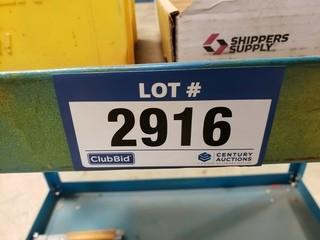 SHIPPERS
SUPPLY
LOT #
2916
ClubBid
CENTURY
AUCTIONS